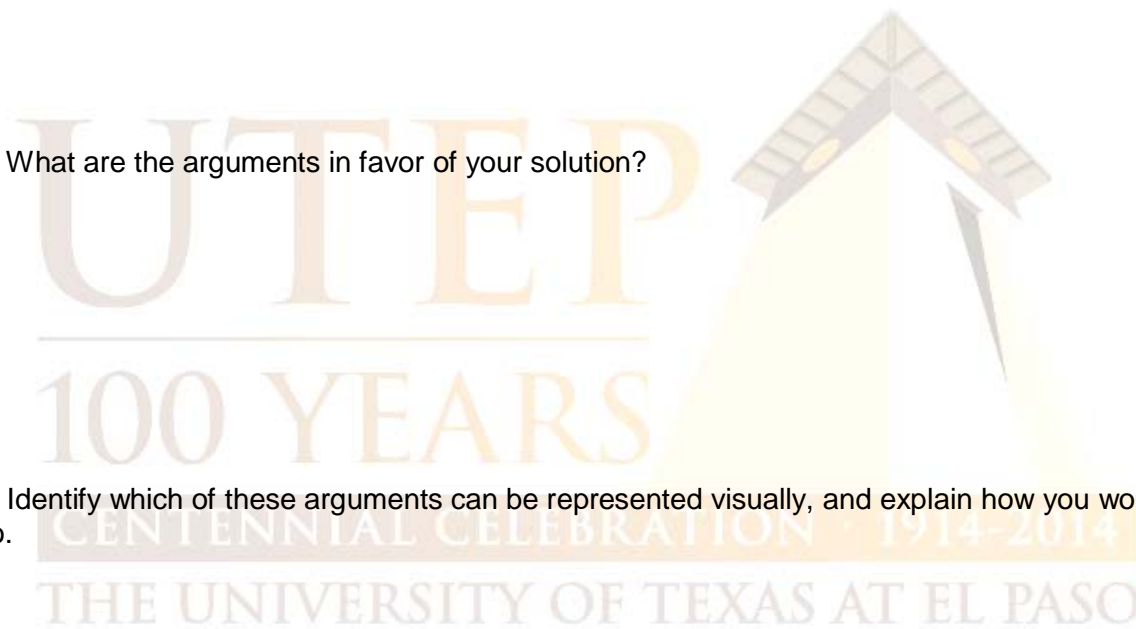 UTEP
What are the arguments in favor of your solution?
100 YEARS
Identify which of these arguments can be represented visually, and explain how you
CENTENNIAL CELEBRATION · 1914-2014
THE UNIVERSITY OF TEXAS AT EL PASO